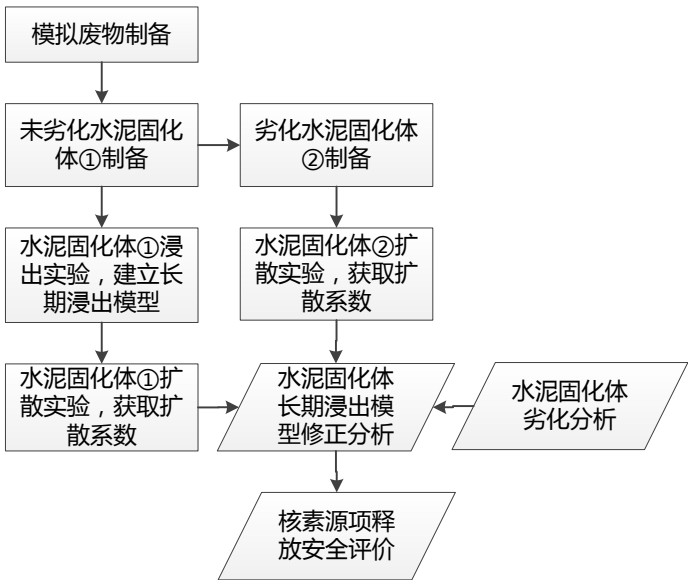 模拟废物制备
未劣化水泥固化
体①制备
劣化水泥固化体
②制备
水泥固化体①浸
出实验，建立长
期浸出模型
水泥固化体②扩
散实验，获取扩
散系数
水泥固化体①扩
散实验，获取扩
散系数
水泥固化体
长期浸出模
型修正分析
水泥固化体
劣化分析
核素源项释
放安全评价